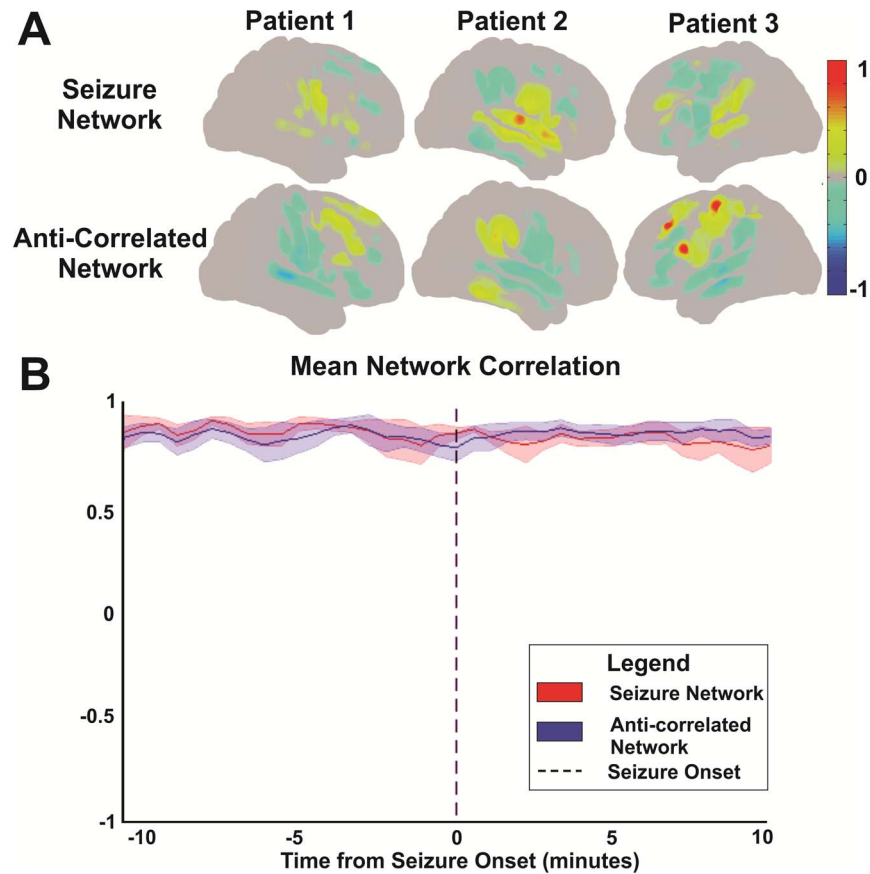 A
Patient 1
Patient 2
Patient 3
Seizure
Network
Anti-Correlated
Network
1
0
-1
B
Mean Network Correlation
1
0.5
0
-0.5
-1
Legend
Seizure Network
Anti-correlated
Network
Seizure Onset
-10
-5
0
5
10
Time from Seizure Onset (minutes)